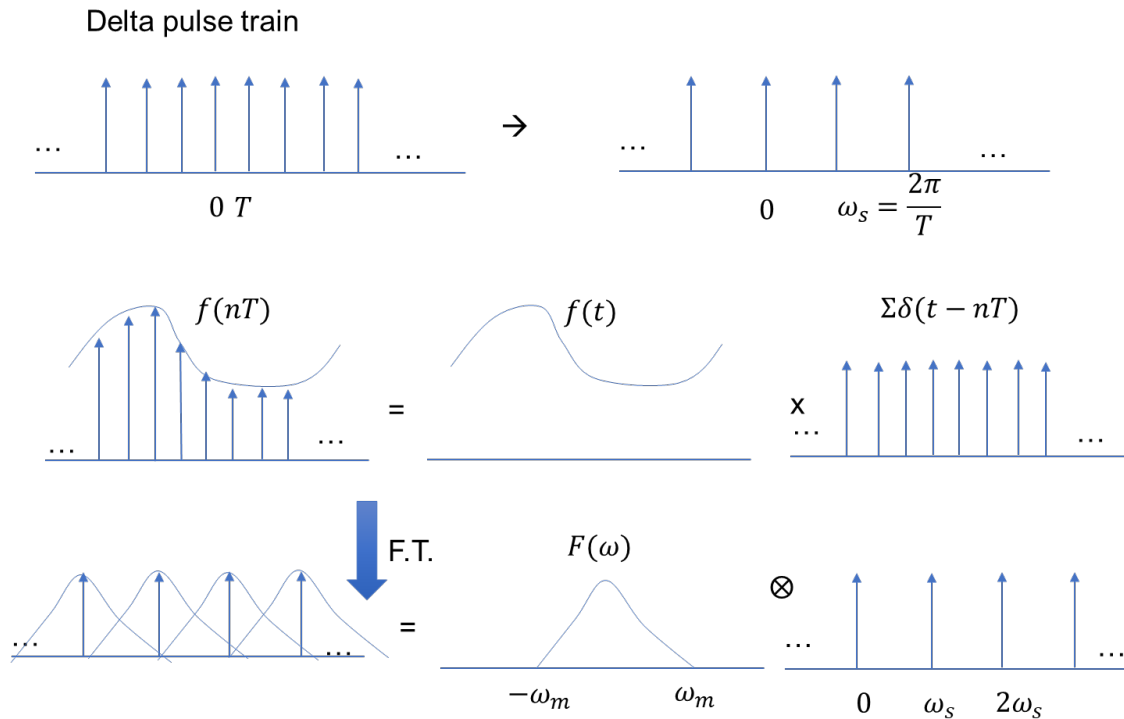 Delta pulse train
... ... → ... ...
0 T 0 ω_s = 2π/T
f(nT) f(t) Σδ(t − nT)
... ... = x ... ...
F.T. F(ω)
... ... = ⊗ ... ...
−ω_m ω_m 0 ω_s 2ω_s